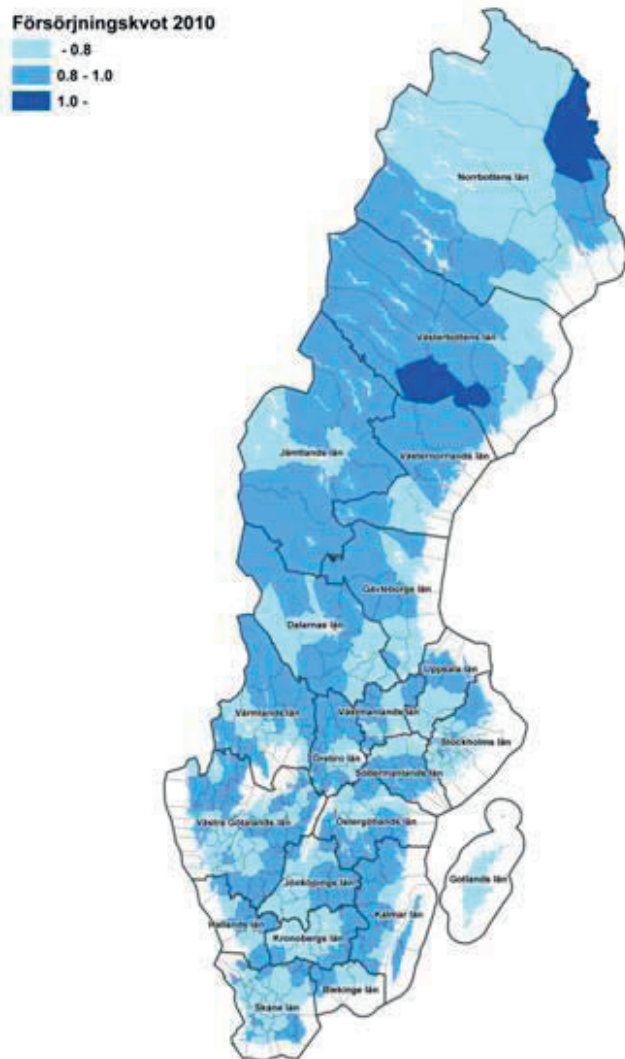 Försörjningskvot 2010
- 0.8
0.8 - 1.0
1.0 -
Norrbottens län
Västerbottens län
Jämtlands län
Västernorrlands län
Gävleborgs län
Dalarnas län
Uppsala län
Värmlands län
Västmanlands län
Stockholms län
Örebro län
Södermanlands län
Västra Götalands län
Östergötlands län
Gotlands län
Jönköpings län
Kalmar län
Hallands län
Kronobergs län
Blekinge län
Skåne län